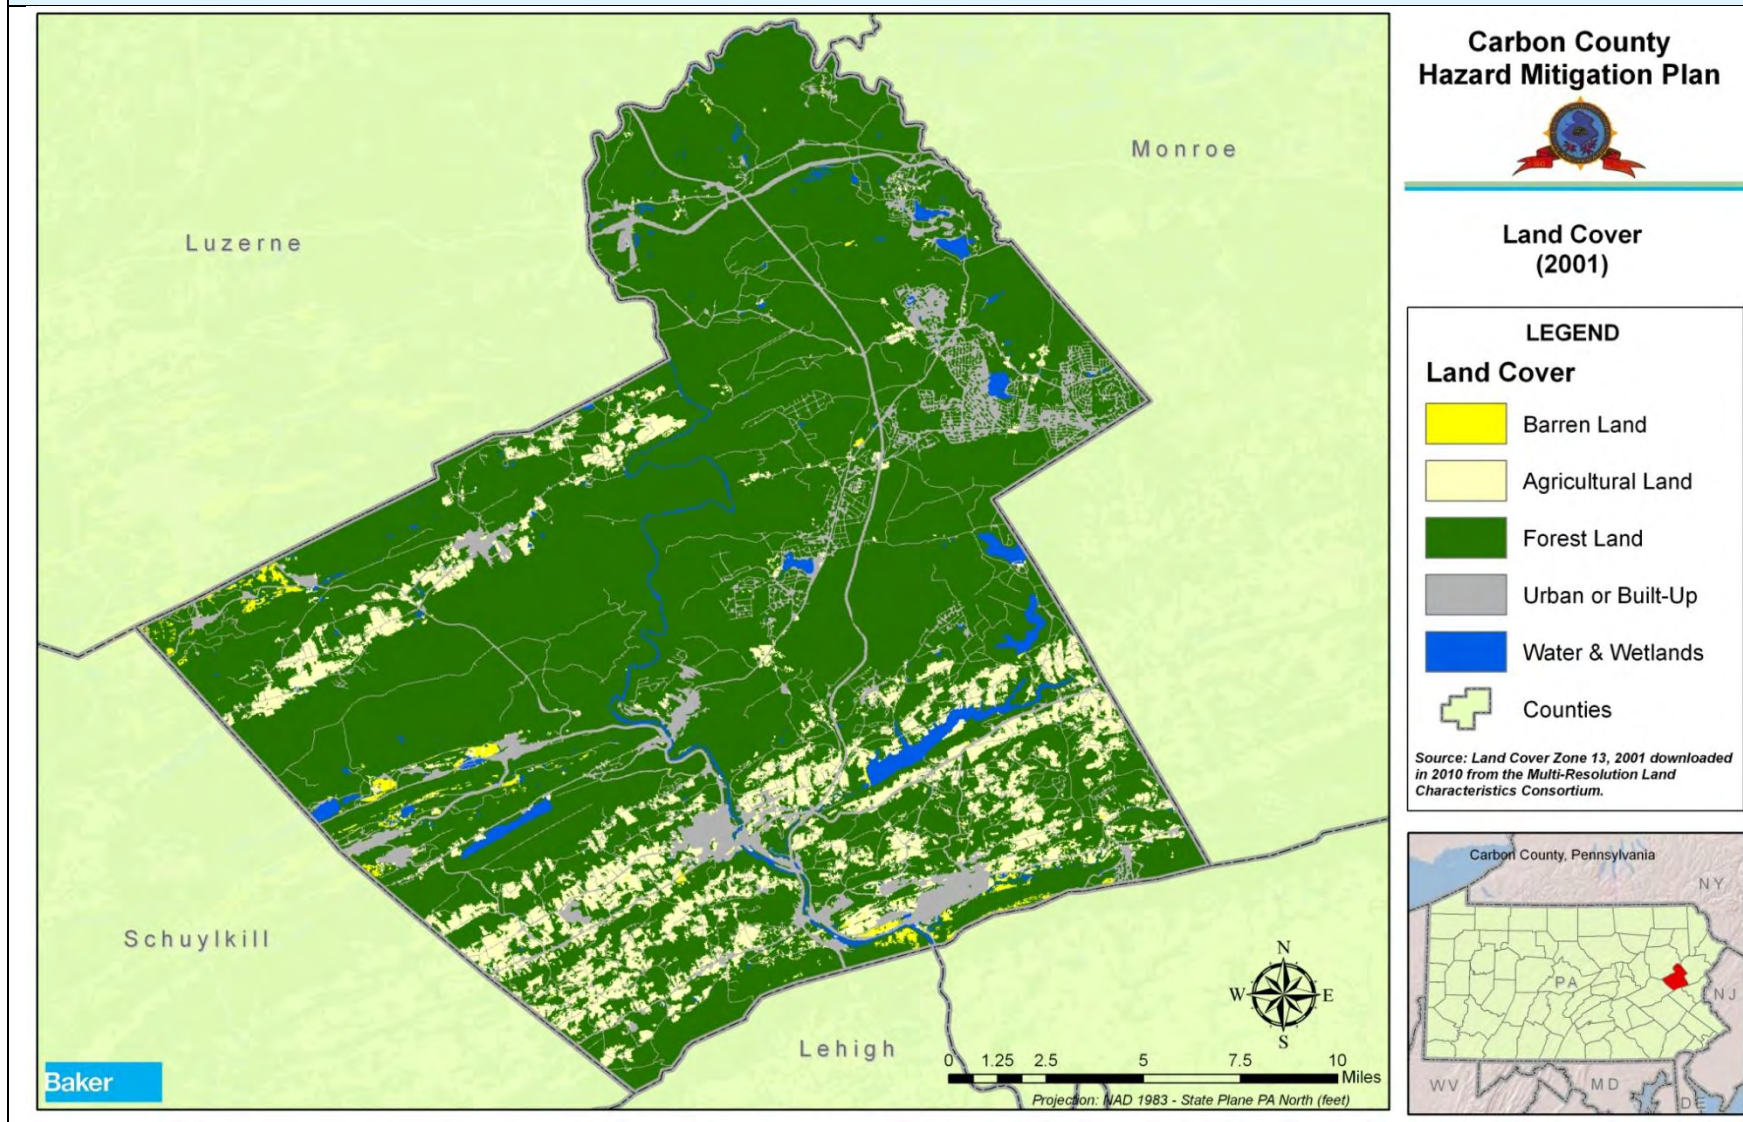 Carbon County
Hazard Mitigation Plan
Land Cover
(2001)
LEGEND
Land Cover
Barren Land
Agricultural Land
Forest Land
Urban or Built-Up
Water & Wetlands
Counties
Source: Land Cover Zone 13, 2001 downloaded
in 2010 from the Multi-Resolution Land
Characteristics Consortium.
Luzerne
Monroe
Schuylkill
Lehigh
N
W E
S
0 1.25 2.5 5 7.5 10
Miles
Projection: NAD 1983 - State Plane PA North (feet)
Baker
Carbon County, Pennsylvania
NY
PA
NJ
WV
MD
DE